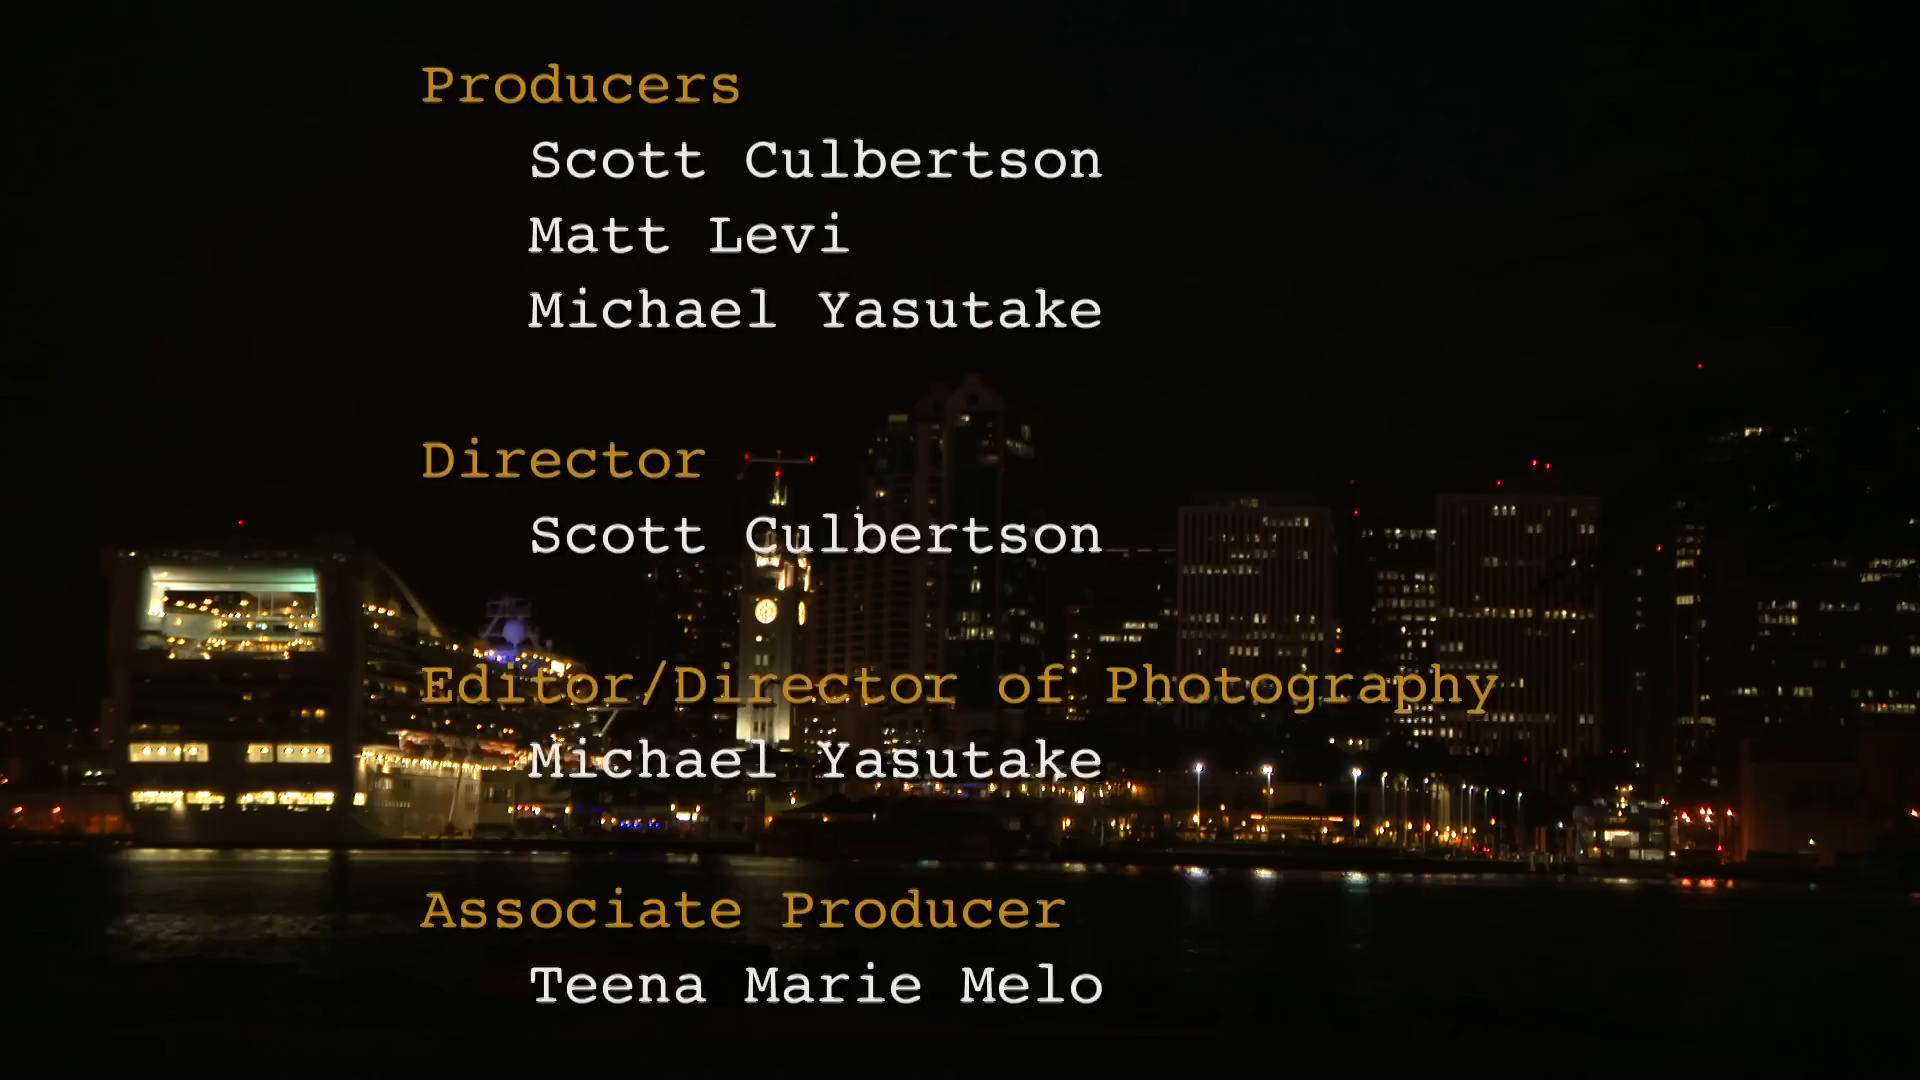 Producers
Scott Culbertson
Matt Levi
Michael Yasutake
Director
Scott Culbertson
Editor/Director of Photography
Michael Yasutake
Associate Producer
Teena Marie Melo